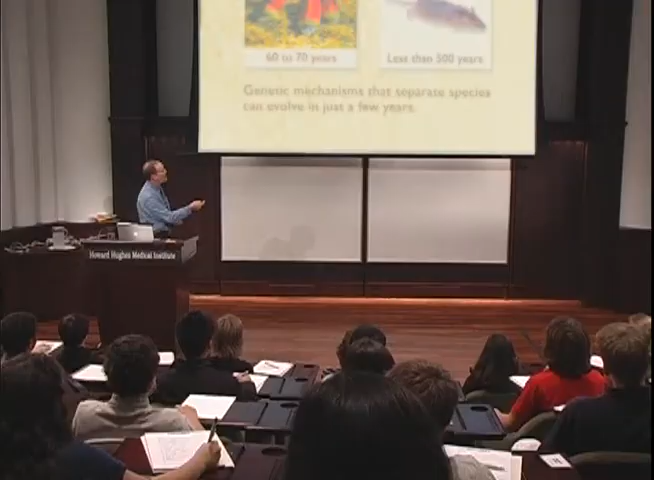 60 to 70 years
Less than 500 years
Genetic mechanisms that separate species
can evolve in just a few years.
Howard Hughes Medical Institute